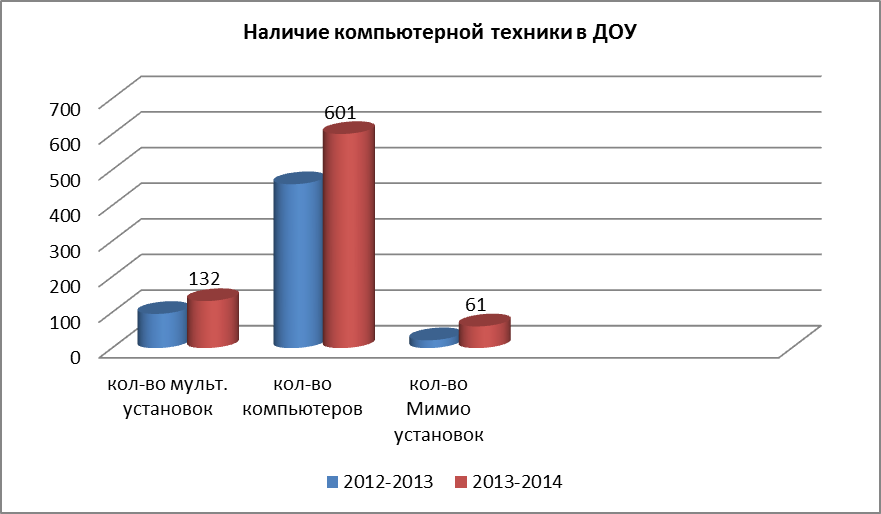 Наличие компьютерной техники в ДОУ
700
600
500
400
300
200
100
0
132
601
61
кол-во мульт.
установок
кол-во
компьютеров
кол-во
Мимио
установок
2012-2013
2013-2014